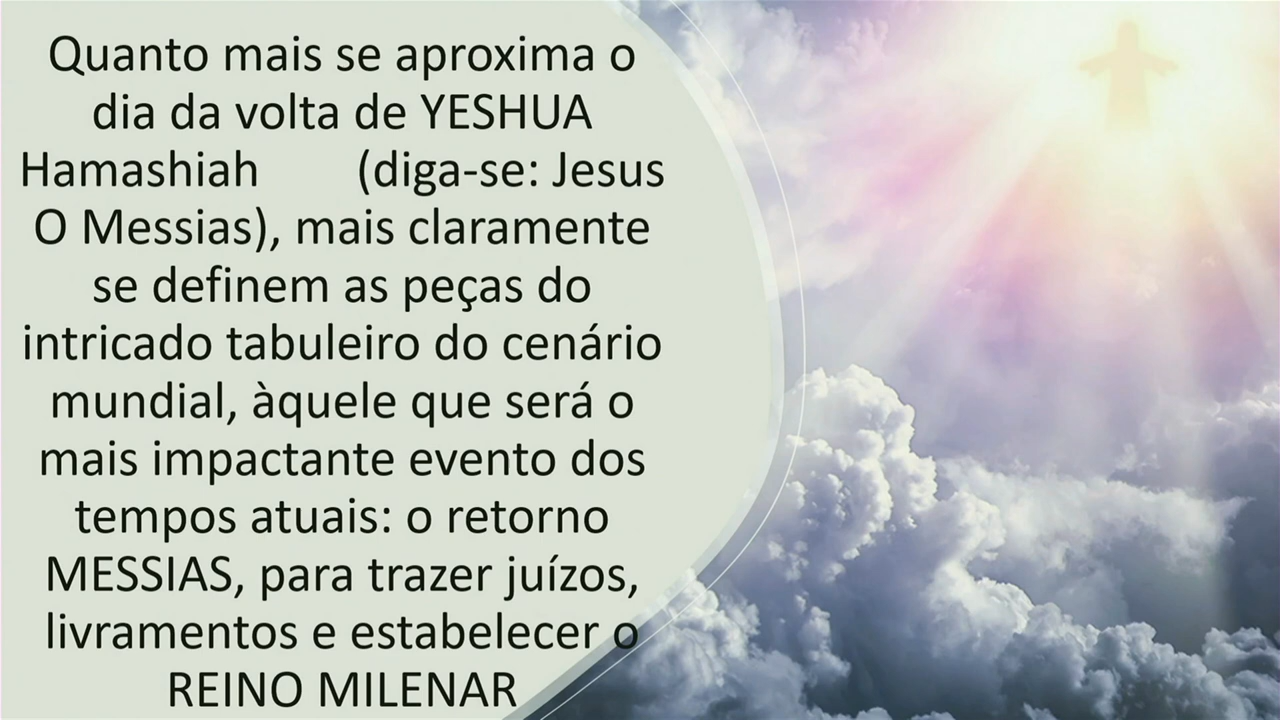 Quanto mais se aproxima o
dia da volta de YESHUA
Hamashiah (diga-se: Jesus
O Messias), mais claramente
se definem as peças do
intricado tabuleiro do cenário
mundial, àquele que será o
mais impactante evento dos
tempos atuais: o retorno
MESSIAS, para trazer juízos,
livramentos e estabelecer o
REINO MILENAR